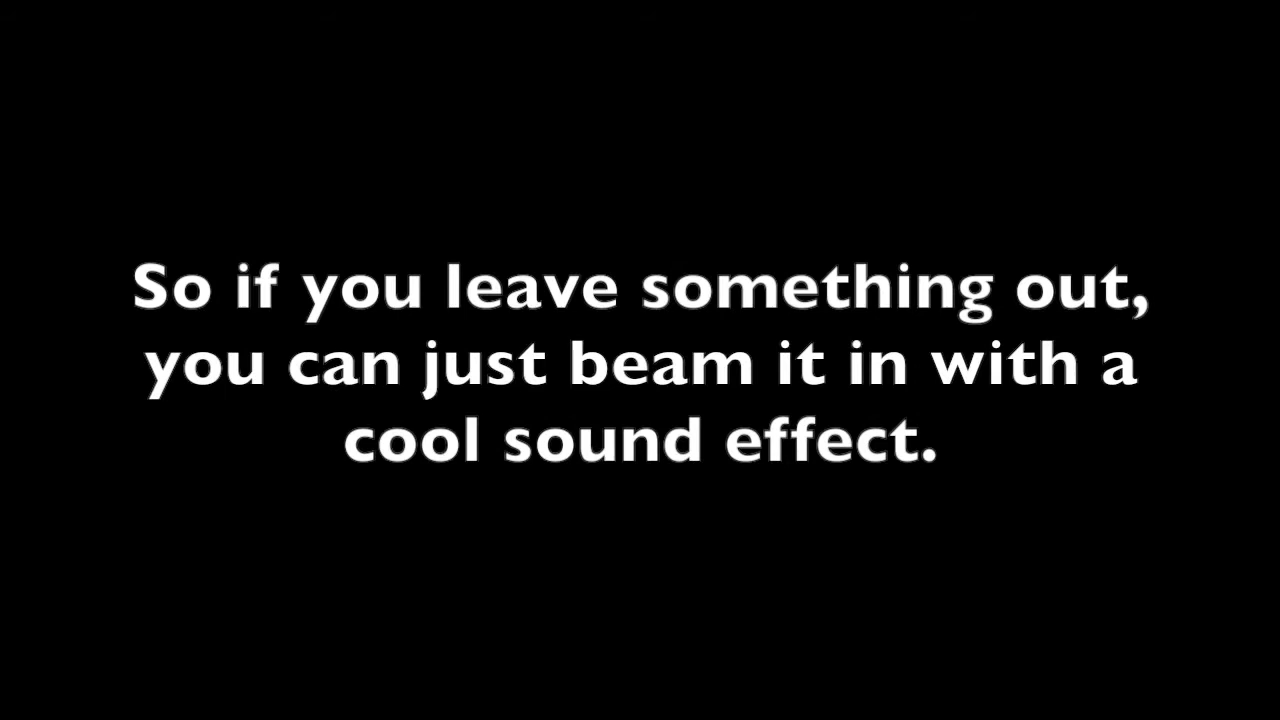 So if you leave something out,
you can just beam it in with a
cool sound effect.